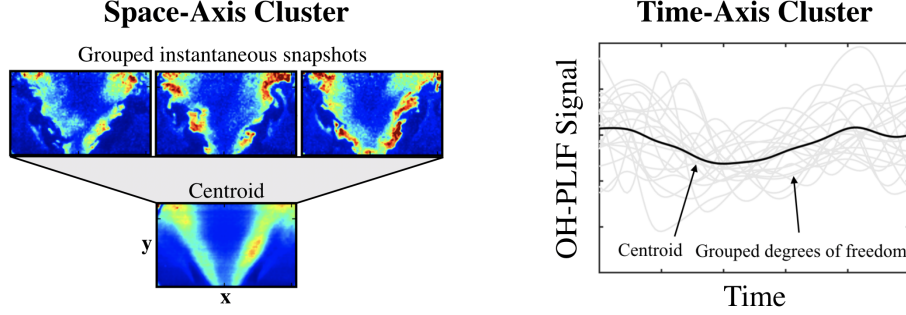 Space-Axis Cluster
Grouped instantaneous snapshots
Centroid
y
x
Time-Axis Cluster
OH-PLIF Signal
Centroid
Grouped degrees of freedom
Time